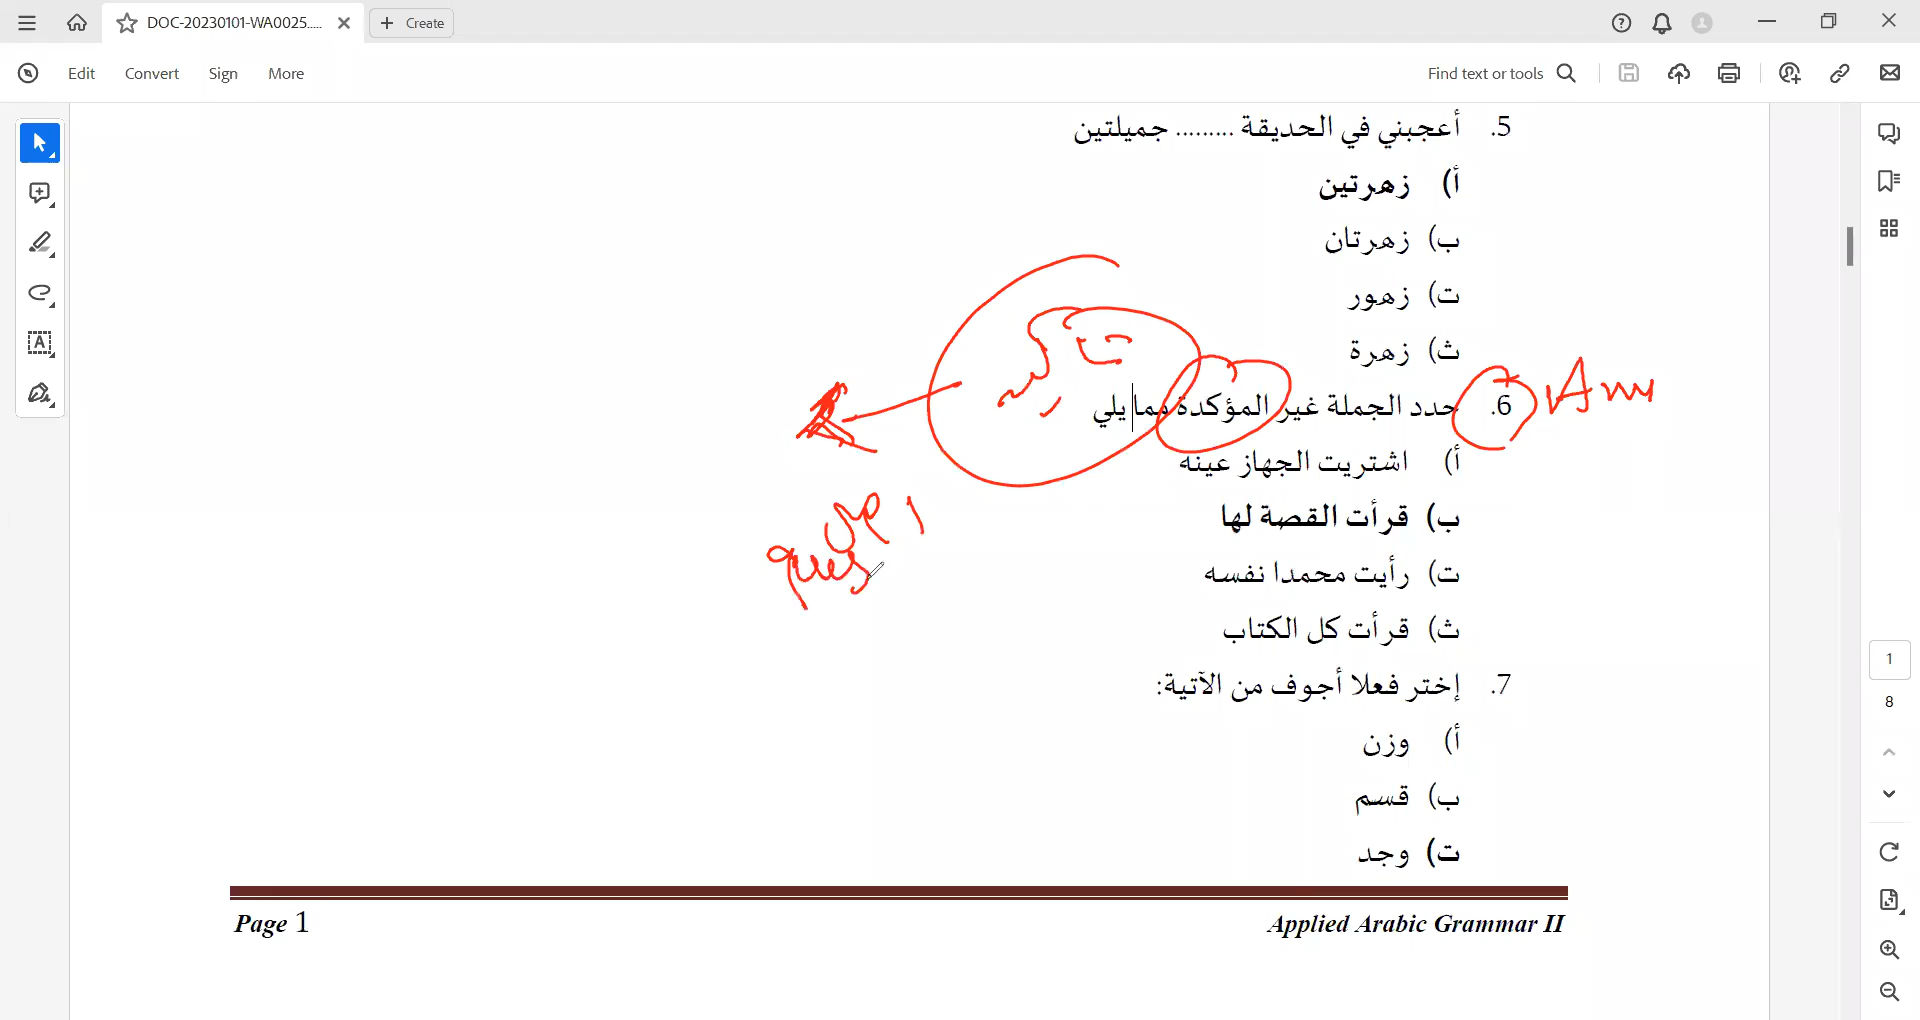 DOC-20230101-WA0025.....
Create
Edit
Convert
Sign
More
Find text or tools
5. أعجبني في الحديقة ......... جميلتين
أ) زهرتين
ب) زهرتان
ت) زهور
ث) زهرة
6. حدد الجملة غير المؤكدة مما يلي
أ) اشتريت الجهاز عينه
ب) قرأت القصة لها
ت) رأيت محمدا نفسه
ث) قرأت كل الكتاب
7. إختر فعلا أجوف من الآتية:
أ) وزن
ب) قسم
ت) وجد
Page 1
Applied Arabic Grammar II
1
8